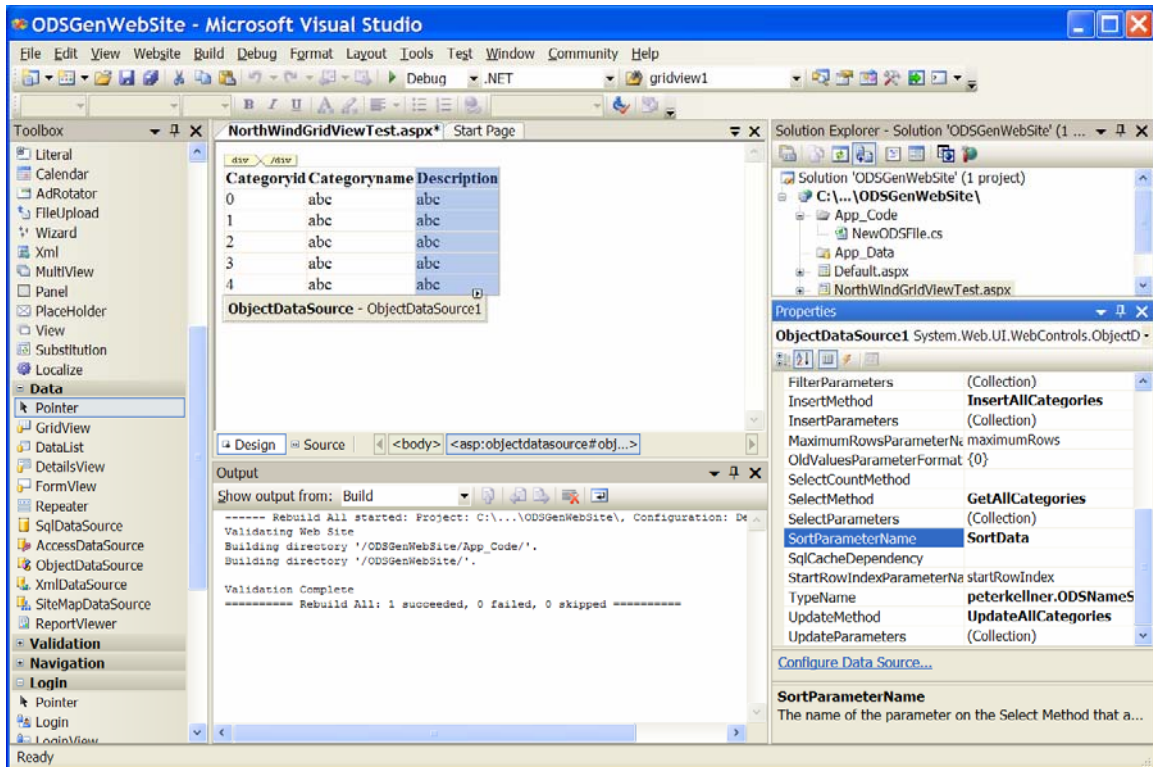 ODSGenWebSite - Microsoft Visual Studio
File Edit View Website Build Debug Format Layout Tools Test Window Community Help
Debug .NET gridview1
B I U A
Toolbox
Literal
Calendar
AdRotator
FileUpload
Wizard
Xml
MultiView
Panel
PlaceHolder
View
Substitution
Localize
Data
Pointer
GridView
DataList
DetailsView
FormView
Repeater
SqlDataSource
AccessDataSource
ObjectDataSource
XmlDataSource
SiteMapDataSource
ReportViewer
Validation
Navigation
Login
Pointer
Login
LoginView
NorthWindGridViewTest.aspx* Start Page
div /div
Categoryid Categoryname Description
0 abc abc
1 abc abc
2 abc abc
3 abc abc
4 abc abc
ObjectDataSource - ObjectDataSource1
Design Source <body> <asp:objectdatasource#obj...>
Output
Show output from: Build
------ Rebuild All started: Project: C:\...\ODSGenWebSite\, Configuration: De
Validating Web Site
Building directory '/ODSGenWebSite/App_Code/'.
Building directory '/ODSGenWebSite/'.
Validation Complete
========== Rebuild All: 1 succeeded, 0 failed, 0 skipped ==========
Solution Explorer - Solution 'ODSGenWebSite' (1 ...
Solution 'ODSGenWebSite' (1 project)
C:\...\ODSGenWebSite\
App_Code
NewODSFile.cs
App_Data
Default.aspx
NorthWindGridViewTest.aspx
Properties
ObjectDataSource1 System.Web.UI.WebControls.ObjectD
FilterParameters (Collection)
InsertMethod InsertAllCategories
InsertParameters (Collection)
MaximumRowsParameterNa maximumRows
OldValuesParameterFormat {0}
SelectCountMethod
SelectMethod GetAllCategories
SelectParameters (Collection)
SortParameterName SortData
SqlCacheDependency
StartRowIndexParameterNa startRowIndex
TypeName peterkellner.ODSNameS
UpdateMethod UpdateAllCategories
UpdateParameters (Collection)
Configure Data Source...
SortParameterName
The name of the parameter on the Select Method that a...
Ready